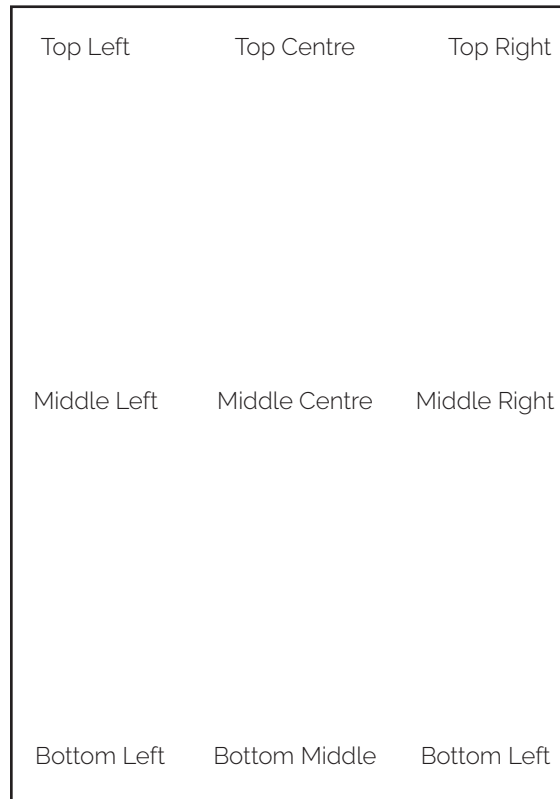 Top Left Top Centre Top Right
Middle Left Middle Centre Middle Right
Bottom Left Bottom Middle Bottom Left